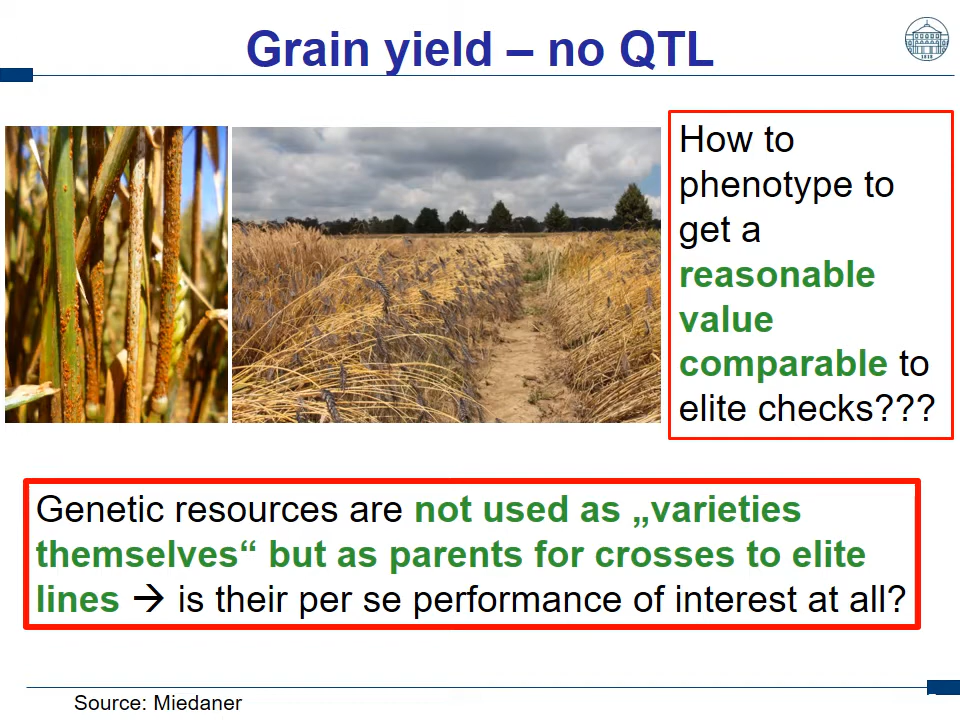 Grain yield – no QTL
How to
phenotype to
get a
reasonable
value
comparable to
elite checks???
Genetic resources are not used as „varieties
themselves“ but as parents for crosses to elite
lines → is their per se performance of interest at all?
Source: Miedaner